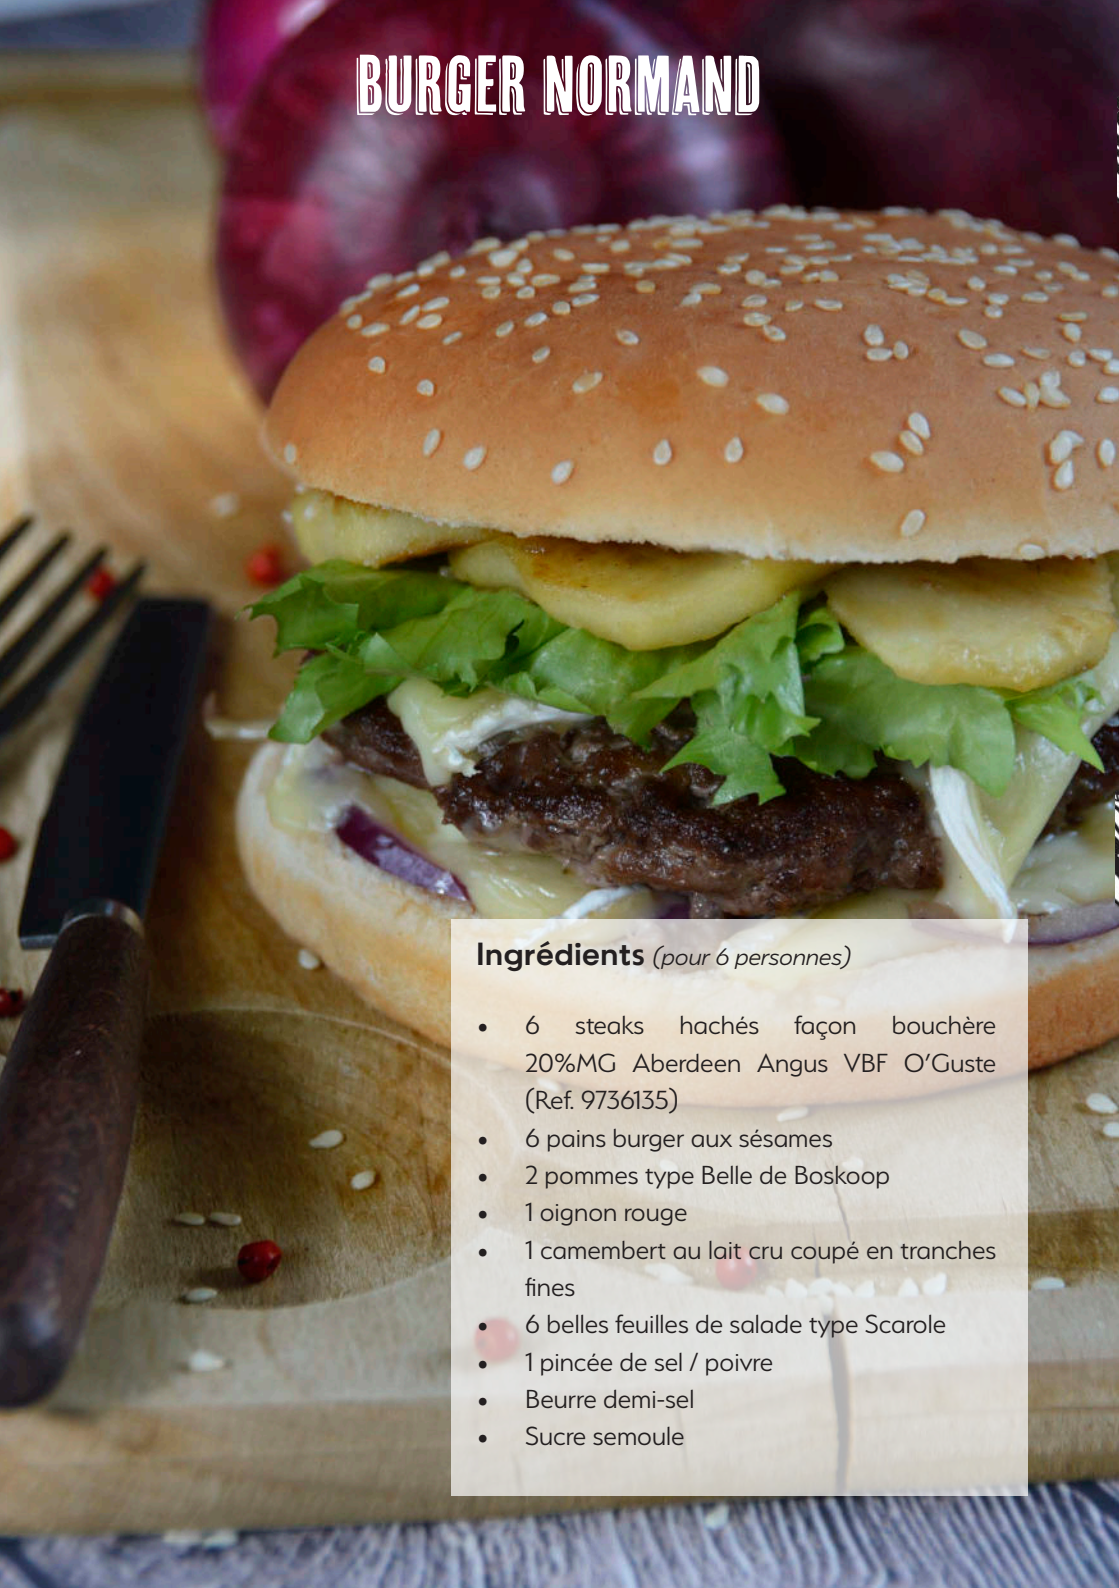 BURGER NORMAND
Ingrédients (pour 6 personnes)
• 6 steaks hachés façon bouchère
20%MG Aberdeen Angus VBF O'Guste
(Ref. 9736135)
• 6 pains burger aux sésames
• 2 pommes type Belle de Boskoop
• 1 oignon rouge
• 1 camembert au lait cru coupé en tranches
fines
• 6 belles feuilles de salade type Scarole
• 1 pincée de sel / poivre
• Beurre demi-sel
• Sucre semoule